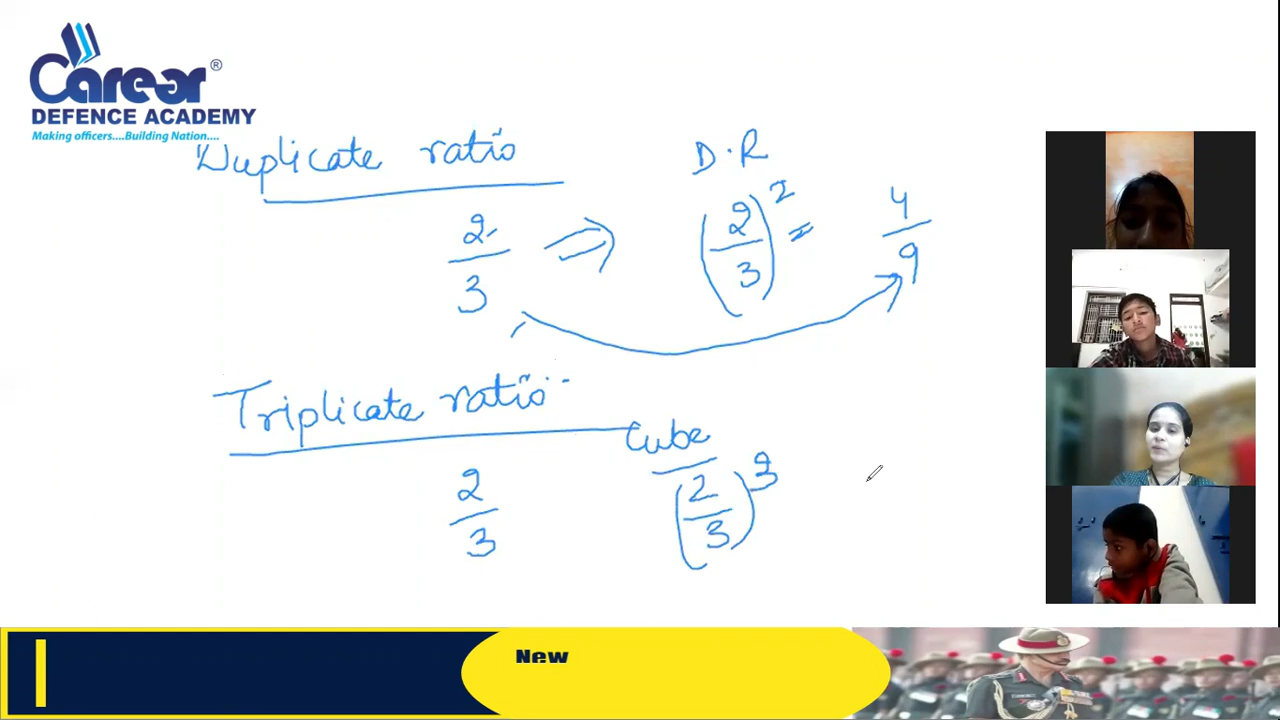 Carear®
DEFENCE ACADEMY
Making officers....Building Nation....
Duplicate ratio
D.R
2/3 ⇒ (2/3)² = 4/9
Triplicate ratio
Cube
2/3 (2/3)³
New